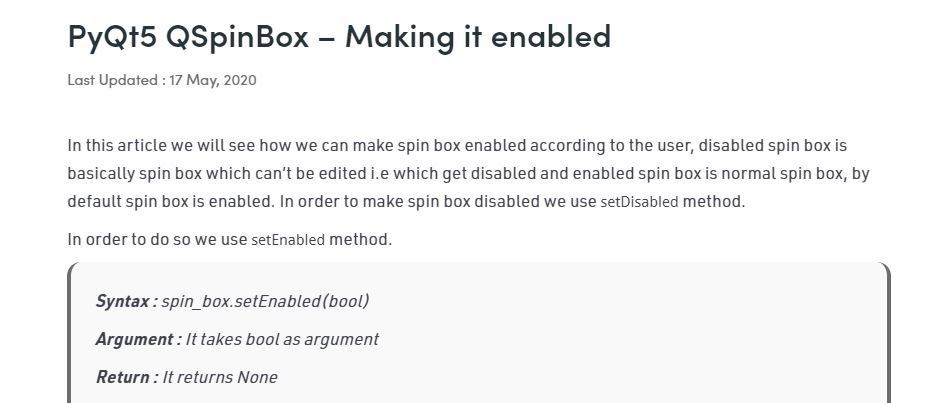 PyQt5 QSpinBox – Making it enabled
Last Updated : 17 May, 2020
In this article we will see how we can make spin box enabled according to the user, disabled spin box is
basically spin box which can’t be edited i.e which get disabled and enabled spin box is normal spin box, by
default spin box is enabled. In order to make spin box disabled we use setDisabled method.
In order to do so we use setEnabled method.
Syntax : spin_box.setEnabled(bool)
Argument : It takes bool as argument
Return : It returns None